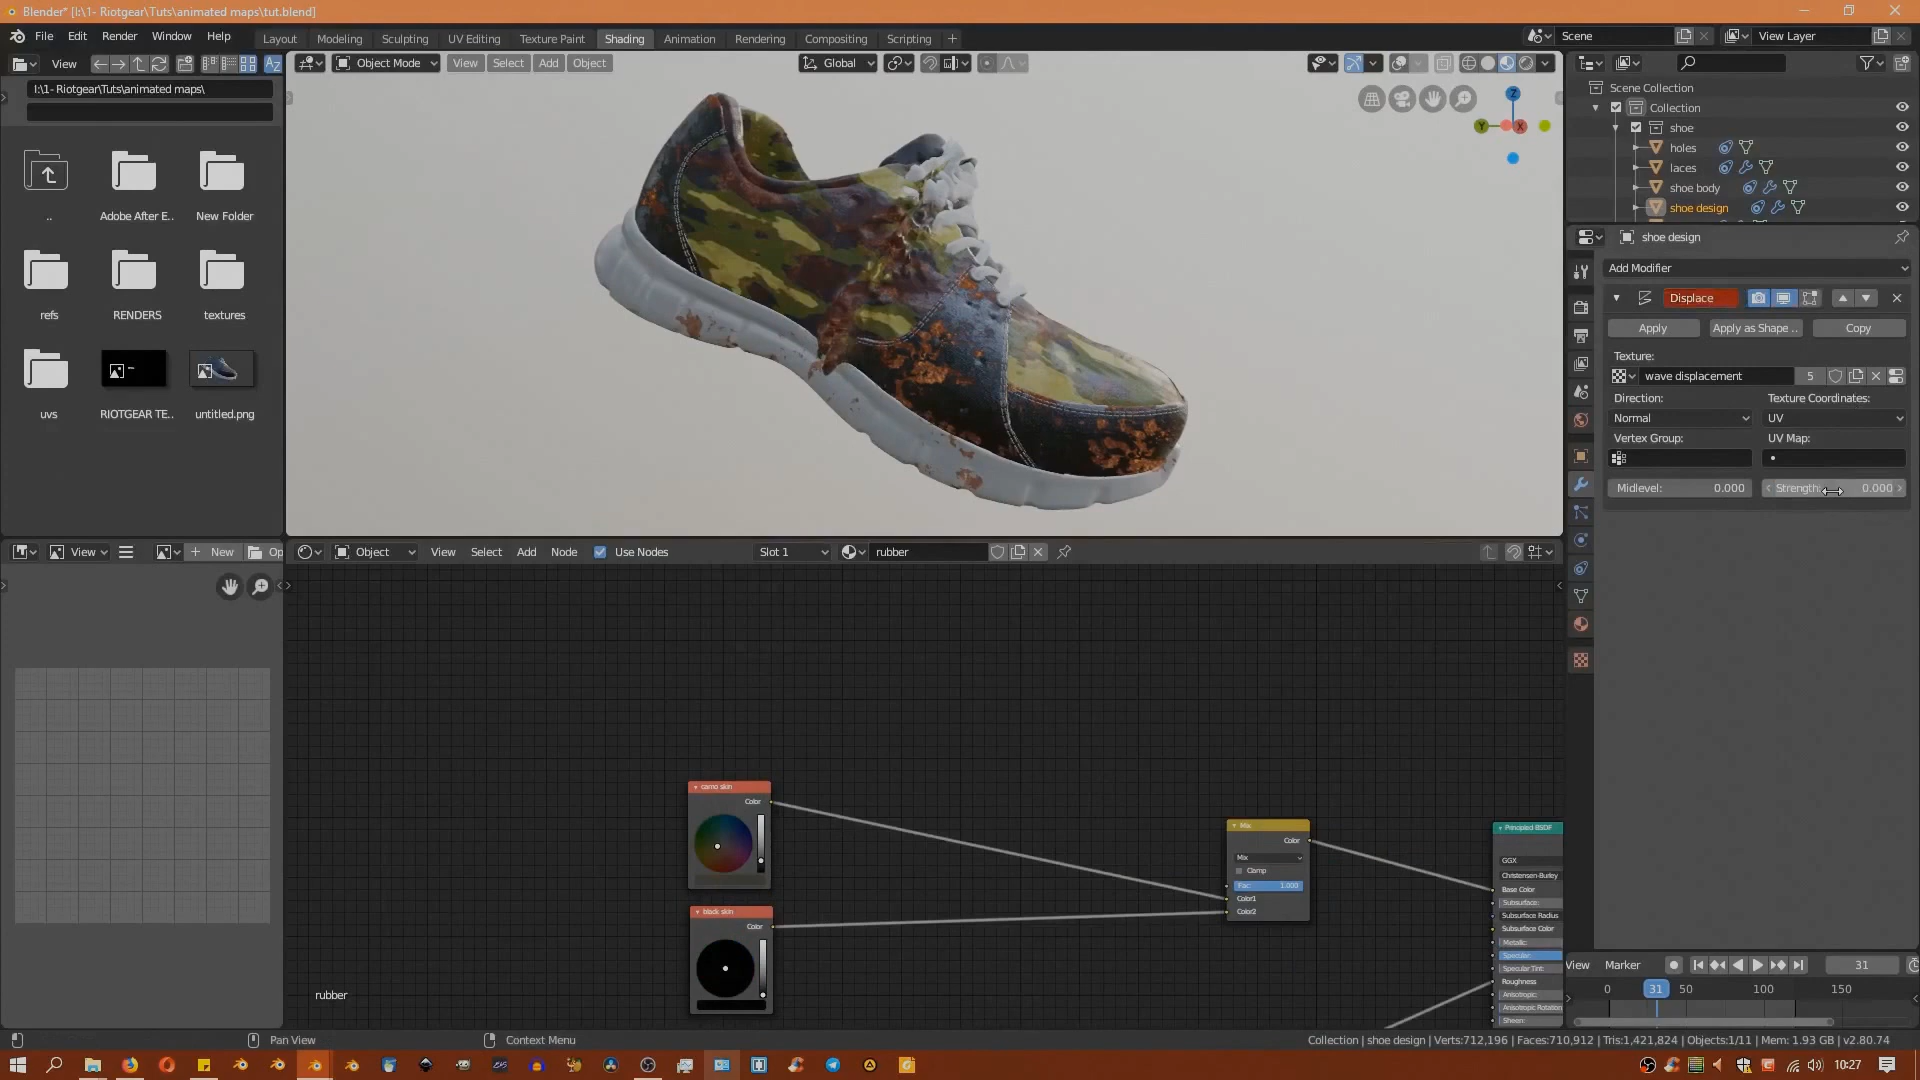 Blender* [I:\1- Riotgear\Tuts\animated maps\tut.blend]
File Edit Render Window Help
Layout Modeling Sculpting UV Editing Texture Paint Shading Animation Rendering Compositing Scripting +
Scene
View Layer
View
I:\1- Riotgear\Tuts\animated maps\
..
Adobe After E..
New Folder
refs
RENDERS
textures
uvs
RIOTGEAR TE..
untitled.png
Object Mode View Select Add Object
Global
Z
Y
X
Scene Collection
Collection
shoe
holes
laces
shoe body
shoe design
shoe design
Add Modifier
Displace
Apply
Apply as Shape ..
Copy
Texture:
wave displacement
5
Direction:
Texture Coordinates:
Normal
UV
Vertex Group:
UV Map:
Midlevel: 0.000
Strength: 0.000
View
New
Op
Object View Select Add Node Use Nodes
Slot 1
rubber
camo skin
Color
black skin
Color
Mix
Color
Mix
Clamp
Fac: 1.000
Color1
Color2
Principled BSDF
GGX
Christensen-Burley
Base Color
Subsurface:
Subsurface Radius
Subsurface Color
Metallic:
Specular:
Specular Tint:
Roughness
Anisotropic:
Anisotropic Rotation
Sheen:
rubber
View Marker
31
0
31
50
100
150
Pan View
Context Menu
Collection | shoe design | Verts:712,196 | Faces:710,912 | Tris:1,421,824 | Objects:1/11 | Mem: 1.93 GB | v2.80.74
10:27